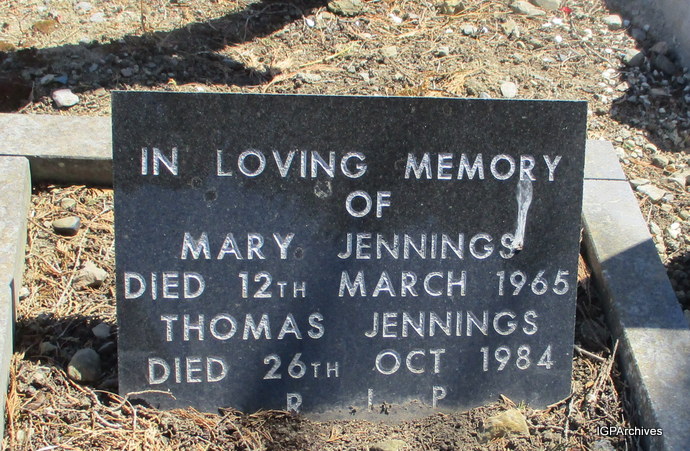 IN LOVING MEMORY
OF
MARY JENNINGS
DIED 12TH MARCH 1965
THOMAS JENNINGS
DIED 26TH OCT 1984
R I P
IGPArchives